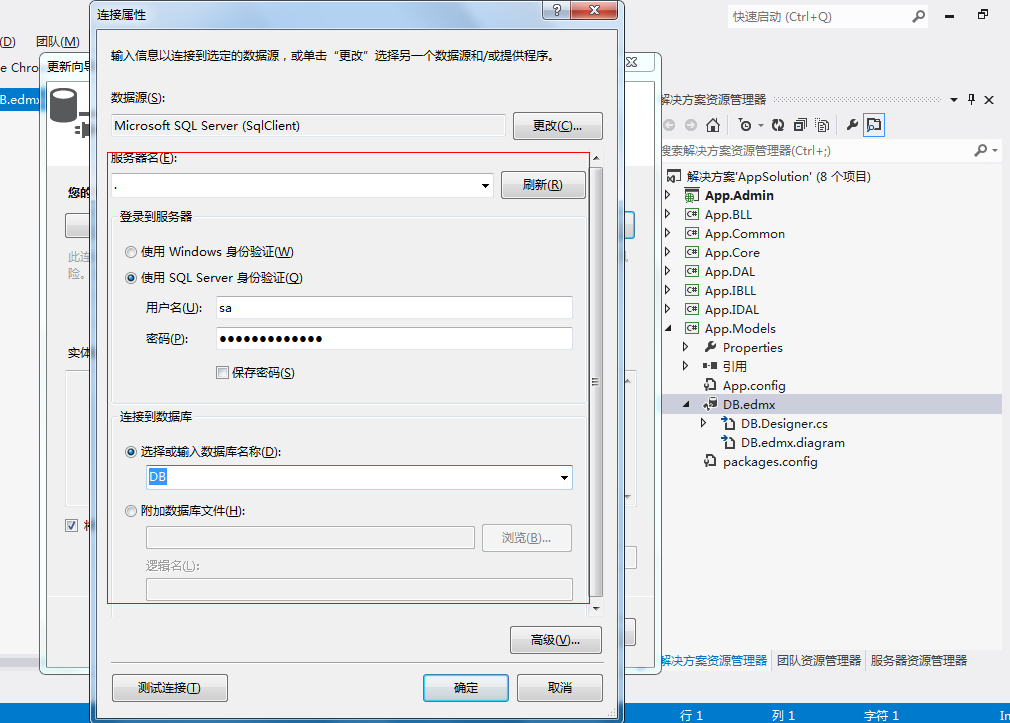 连接属性
快速启动 (Ctrl+Q)
(D) 团队(M)
e Chro
更新向导
B.edmx
输入信息以连接到选定的数据源，或单击“更改”选择另一个数据源和/或提供程序。
数据源(S):
Microsoft SQL Server (SqlClient)
更改(C)...
服务器名(E):
.
刷新(R)
登录到服务器
使用 Windows 身份验证(W)
使用 SQL Server 身份验证(Q)
用户名(U):
sa
密码(P):
●●●●●●●●●●●●●
保存密码(S)
连接到数据库
选择或输入数据库名称(D):
DB
附加数据库文件(H):
浏览(B)...
逻辑名(L):
高级(V)...
测试连接(T)
确定
取消
您的
此连
险。
实体
解决方案资源管理器
搜索解决方案资源管理器(Ctrl+;)
解决方案'AppSolution' (8 个项目)
App.Admin
App.BLL
App.Common
App.Core
App.DAL
App.IBLL
App.IDAL
App.Models
Properties
引用
App.config
DB.edmx
DB.Designer.cs
DB.edmx.diagram
packages.config
解决方案资源管理器
团队资源管理器
服务器资源管理器
行 1
列 1
字符 1
In